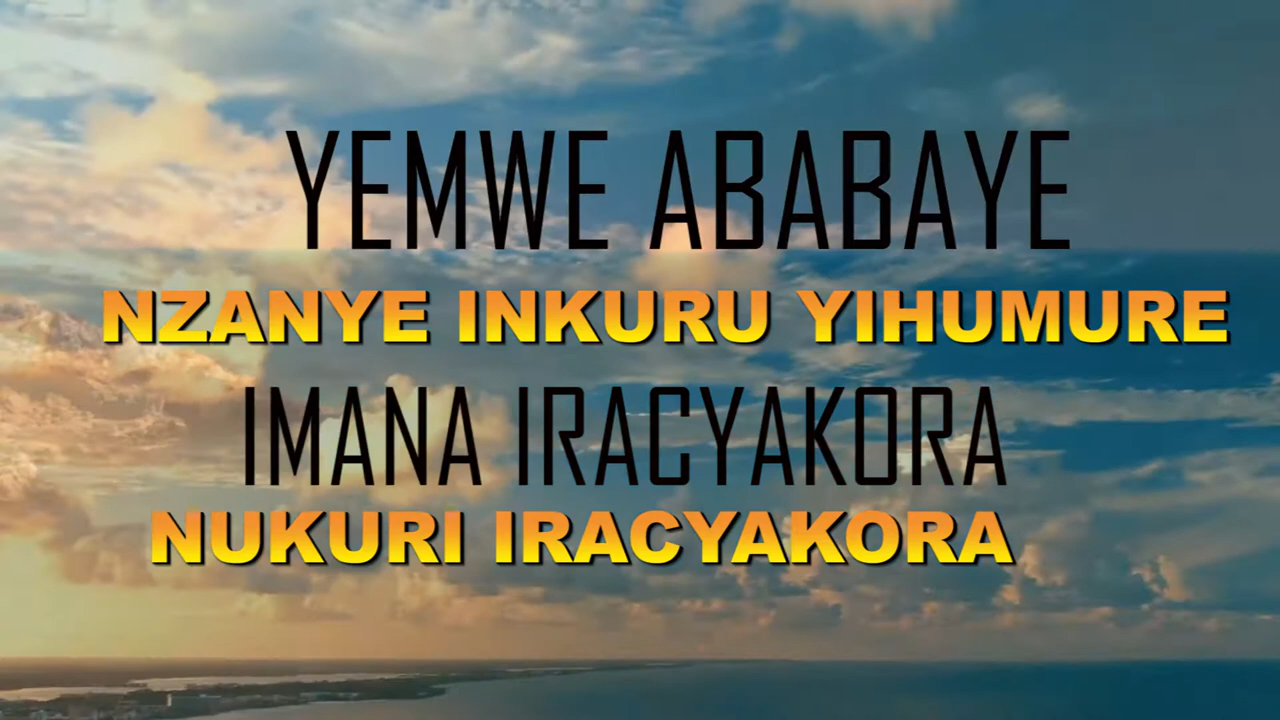 YEMWE ABABAYE
NZANYE INKURU YIHUMURE
IMANA IRACYAKORA
NUKURI IRACYAKORA